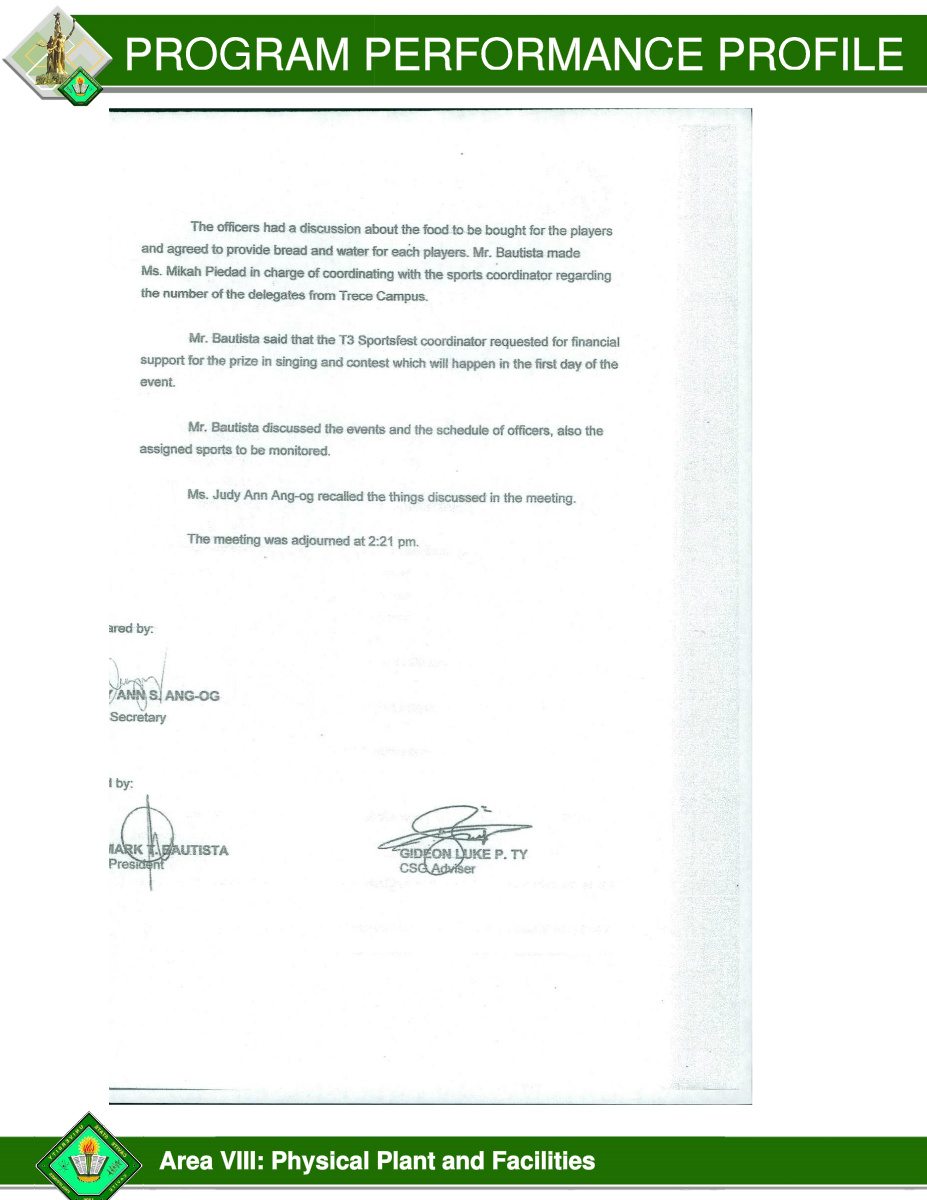 PROGRAM PERFORMANCE PROFILE
The officers had a discussion about the food to be bought for the players
and agreed to provide bread and water for each players. Mr. Bautista made
Ms. Mikah Piedad in charge of coordinating with the sports coordinator regarding
the number of the delegates from Trece Campus.
Mr. Bautista said that the T3 Sportsfest coordinator requested for financial
support for the prize in singing and contest which will happen in the first day of the
event.
Mr. Bautista discussed the events and the schedule of officers, also the
assigned sports to be monitored.
Ms. Judy Ann Ang-og recalled the things discussed in the meeting.
The meeting was adjourned at 2:21 pm.
ared by:
ANN S. ANG-OG
Secretary
by:
MARK T. BAUTISTA
President
GIDEON LUKE P. TY
CSG Adviser
Area VIII: Physical Plant and Facilities